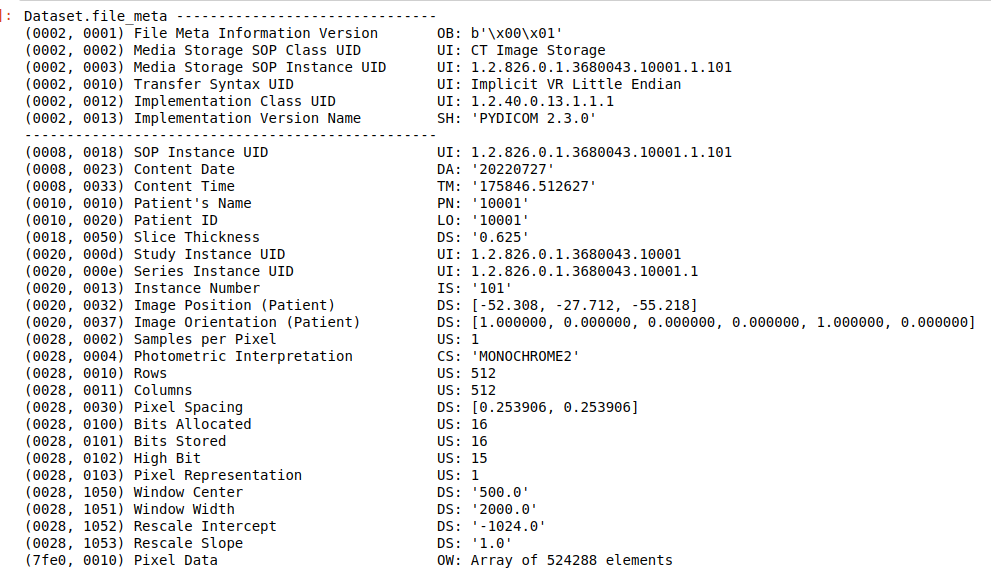 ]: Dataset.file_meta -------------------------------
(0002, 0001) File Meta Information Version       OB: b'\x00\x01'
(0002, 0002) Media Storage SOP Class UID         UI: CT Image Storage
(0002, 0003) Media Storage SOP Instance UID      UI: 1.2.826.0.1.3680043.10001.1.101
(0002, 0010) Transfer Syntax UID                 UI: Implicit VR Little Endian
(0002, 0012) Implementation Class UID            UI: 1.2.40.0.13.1.1.1
(0002, 0013) Implementation Version Name         SH: 'PYDICOM 2.3.0'
-------------------------------------------------
(0008, 0018) SOP Instance UID                    UI: 1.2.826.0.1.3680043.10001.1.101
(0008, 0023) Content Date                        DA: '20220727'
(0008, 0033) Content Time                        TM: '175846.512627'
(0010, 0010) Patient's Name                      PN: '10001'
(0010, 0020) Patient ID                          LO: '10001'
(0018, 0050) Slice Thickness                     DS: '0.625'
(0020, 000d) Study Instance UID                  UI: 1.2.826.0.1.3680043.10001
(0020, 000e) Series Instance UID                 UI: 1.2.826.0.1.3680043.10001.1
(0020, 0013) Instance Number                     IS: '101'
(0020, 0032) Image Position (Patient)            DS: [-52.308, -27.712, -55.218]
(0020, 0037) Image Orientation (Patient)         DS: [1.000000, 0.000000, 0.000000, 0.000000, 1.000000, 0.000000]
(0028, 0002) Samples per Pixel                   US: 1
(0028, 0004) Photometric Interpretation          CS: 'MONOCHROME2'
(0028, 0010) Rows                                US: 512
(0028, 0011) Columns                             US: 512
(0028, 0030) Pixel Spacing                       DS: [0.253906, 0.253906]
(0028, 0100) Bits Allocated                      US: 16
(0028, 0101) Bits Stored                         US: 16
(0028, 0102) High Bit                            US: 15
(0028, 0103) Pixel Representation                US: 1
(0028, 1050) Window Center                       DS: '500.0'
(0028, 1051) Window Width                        DS: '2000.0'
(0028, 1052) Rescale Intercept                   DS: '-1024.0'
(0028, 1053) Rescale Slope                       DS: '1.0'
(7fe0, 0010) Pixel Data                          OW: Array of 524288 elements